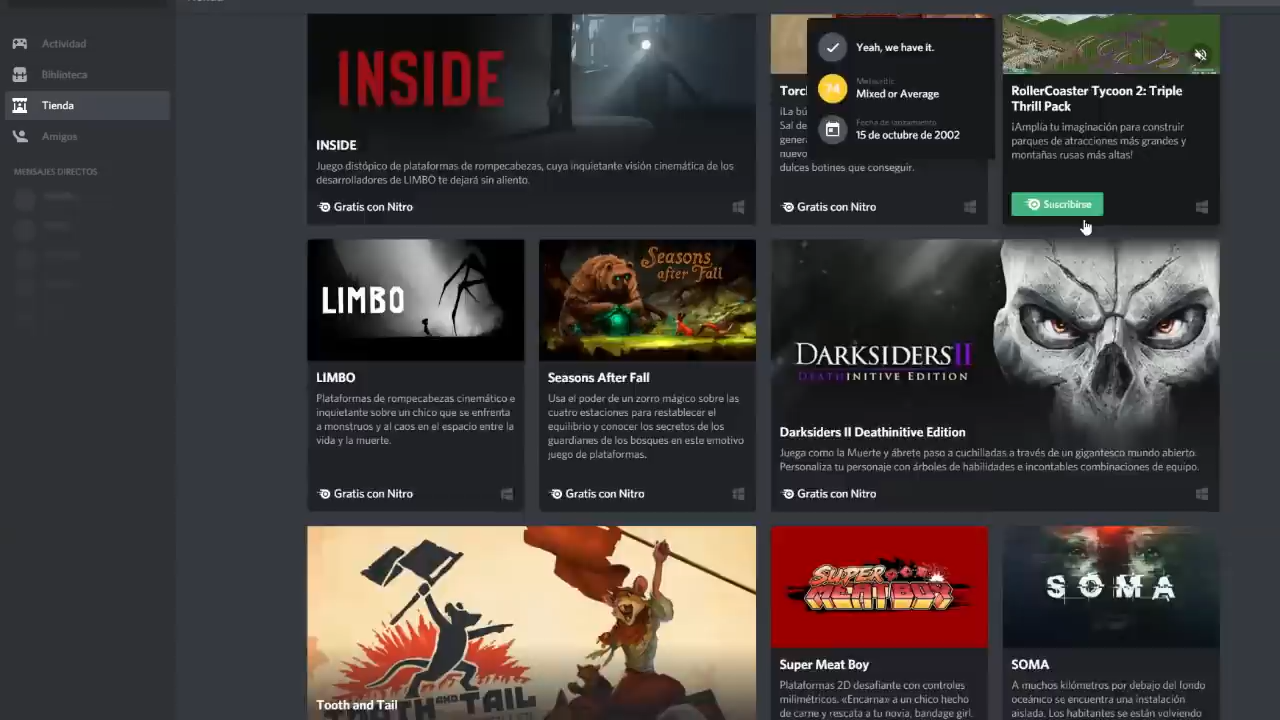 Tienda
Actividad
Biblioteca
Tienda
Amigos
MENSAJES DIRECTOS
INSIDE
INSIDE
Juego distópico de plataformas de rompecabezas, cuya inquietante visión cinemática de los
desarrolladores de LIMBO te dejará sin aliento.
Gratis con Nitro
Torc
¡La bú
Sal de
gener
nuevo
dulces botines que conseguir.
Gratis con Nitro
Yeah, we have it.
74
Metacritic
Mixed or Average
Fecha de lanzamiento
15 de octubre de 2002
RollerCoaster Tycoon 2: Triple
Thrill Pack
¡Amplía tu imaginación para construir
parques de atracciones más grandes y
montañas rusas más altas!
Suscribirse
LIMBO
LIMBO
Plataformas de rompecabezas cinemático e
inquietante sobre un chico que se enfrenta
a monstruos y al caos en el espacio entre la
vida y la muerte.
Gratis con Nitro
Seasons
after Fall
Seasons After Fall
Usa el poder de un zorro mágico sobre las
cuatro estaciones para restablecer el
equilibrio y conocer los secretos de los
guardianes de los bosques en este emotivo
juego de plataformas.
Gratis con Nitro
DARKSIDERS II
DEATHINITIVE EDITION
Darksiders II Deathinitive Edition
Juega como la Muerte y ábrete paso a cuchilladas a través de un gigantesco mundo abierto.
Personaliza tu personaje con árboles de habilidades e incontables combinaciones de equipo.
Gratis con Nitro
TOOTH AND TAIL
Tooth and Tail
SUPER
MEATBOY
Super Meat Boy
Plataformas 2D desafiante con controles
milimétricos. «Encarna» a un chico hecho
de carne y rescata a tu novia, bandage girl,
SOMA
SOMA
A muchos kilómetros por debajo del fondo
oceánico se encuentra una instalación
aislada. Los habitantes se están volviendo